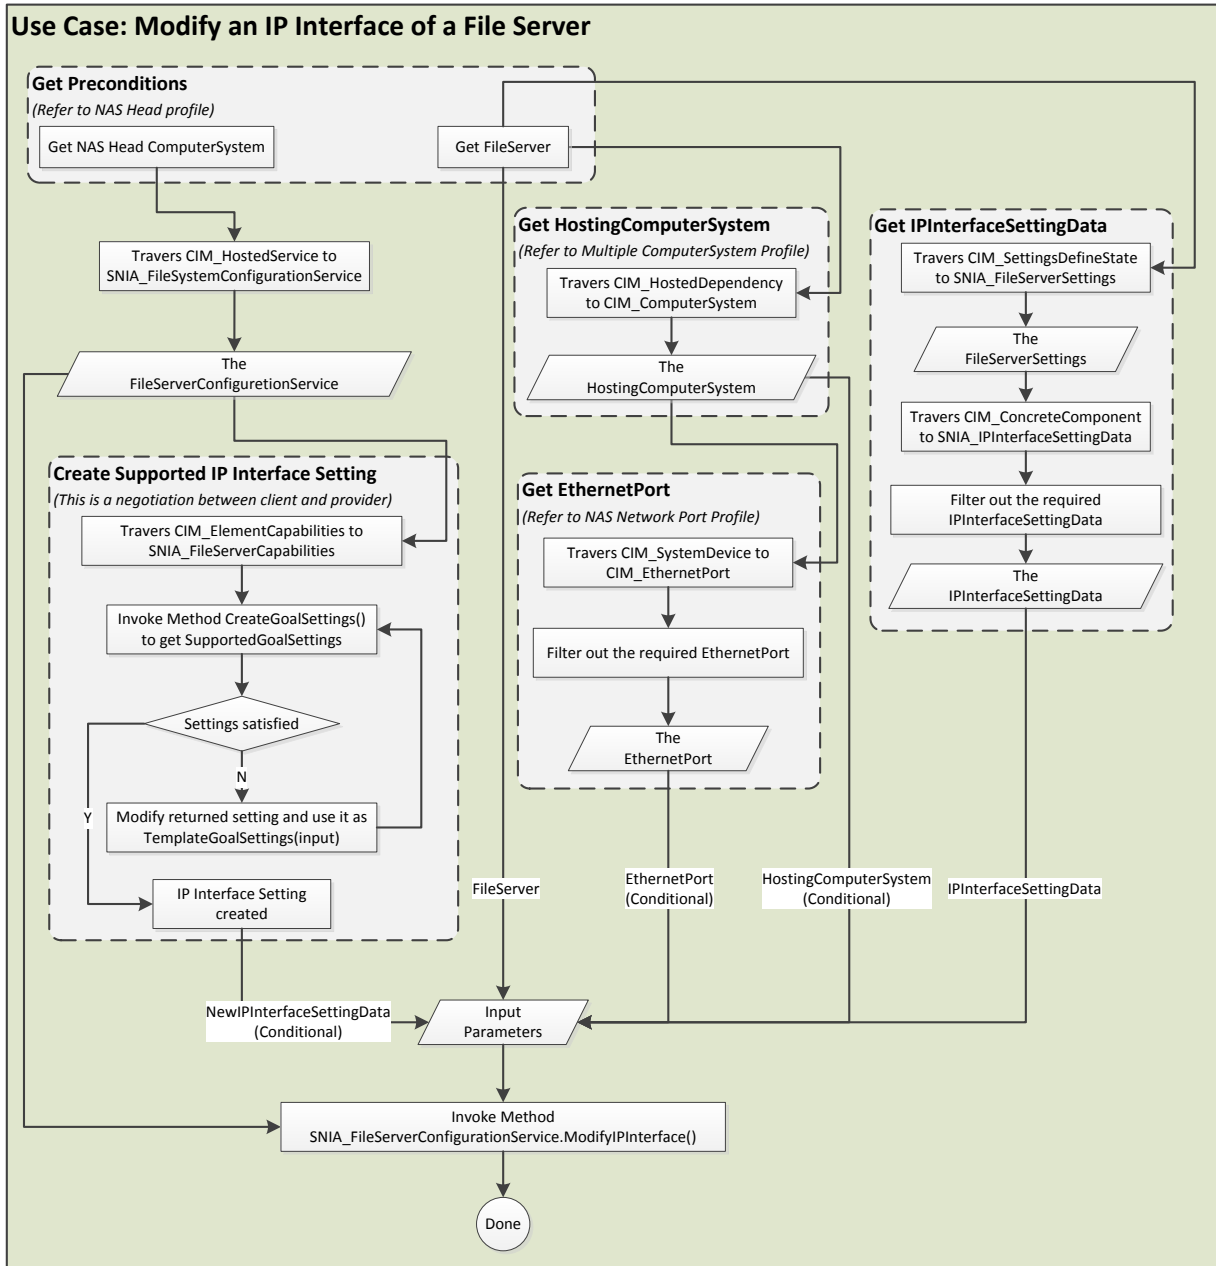 Use Case: Modify an IP Interface of a File Server
Get Preconditions
(Refer to NAS Head profile)
Get NAS Head ComputerSystem
Get FileServer
Travers CIM_HostedService to
SNIA_FileSystemConfigurationService
The
FileServerConfiguretionService
Create Supported IP Interface Setting
(This is a negotiation between client and provider)
Travers CIM_ElementCapabilities to
SNIA_FileServerCapabilities
Invoke Method CreateGoalSettings()
to get SupportedGoalSettings
Settings satisfied
N
Y
Modify returned setting and use it as
TemplateGoalSettings(input)
IP Interface Setting
created
Get HostingComputerSystem
(Refer to Multiple ComputerSystem Profile)
Travers CIM_HostedDependency
to CIM_ComputerSystem
The
HostingComputerSystem
Get EthernetPort
(Refer to NAS Network Port Profile)
Travers CIM_SystemDevice to
CIM_EthernetPort
Filter out the required EthernetPort
The
EthernetPort
Get IPInterfaceSettingData
Travers CIM_SettingsDefineState
to SNIA_FileServerSettings
The
FileServerSettings
Travers CIM_ConcreteComponent
to SNIA_IPInterfaceSettingData
Filter out the required
IPInterfaceSettingData
The
IPInterfaceSettingData
FileServer
EthernetPort
(Conditional)
HostingComputerSystem
(Conditional)
IPInterfaceSettingData
NewIPInterfaceSettingData
(Conditional)
Input
Parameters
Invoke Method
SNIA_FileServerConfigurationService.ModifyIPInterface()
Done